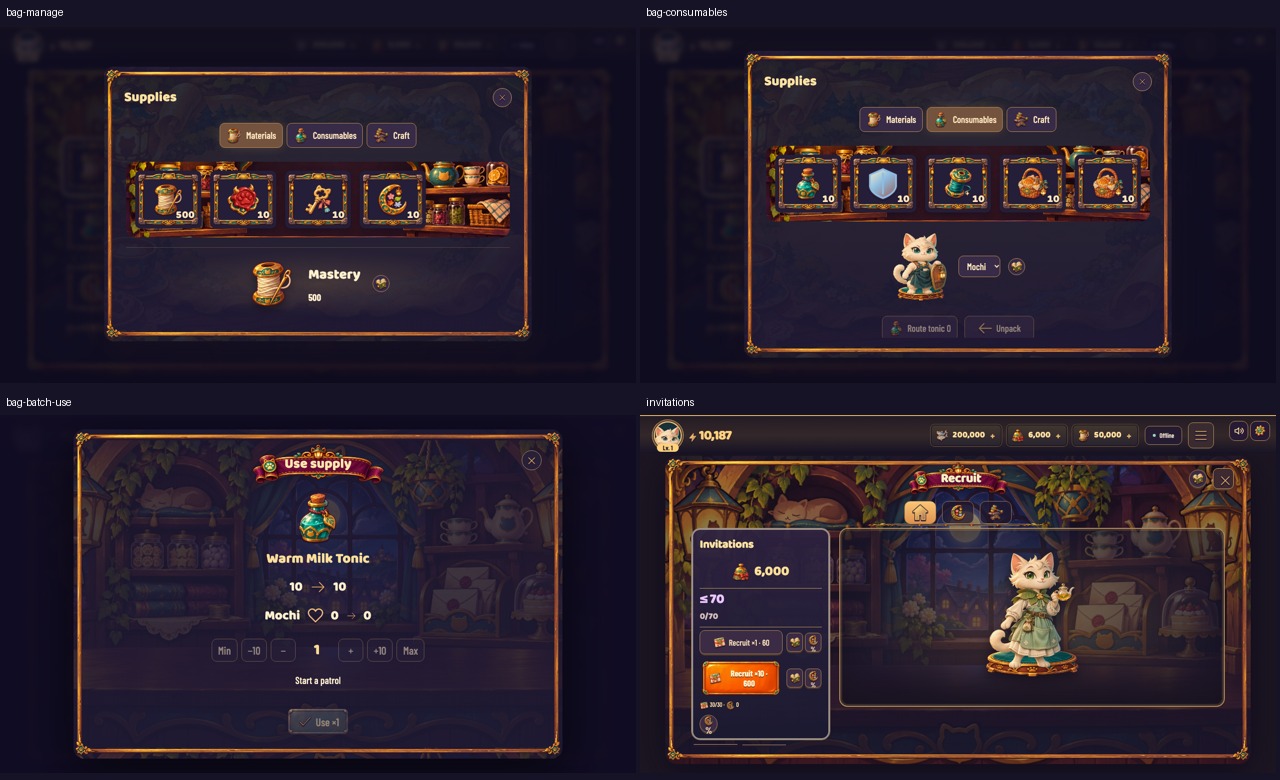 bag-manage
Supplies
Materials
Consumables
Craft
500
10
10
10
Mastery
500
bag-consumables
10,187
Supplies
Materials
Consumables
Craft
10
10
10
10
10
Mochi
Route tonic 0
Unpack
bag-batch-use
Use supply
Warm Milk Tonic
10 → 10
Mochi 0 → 0
Min −10 − 1 + +10 Max
Start a patrol
Use ×1
invitations
Lv. 1
10,187
200,000 +
6,000 +
50,000 +
Offline
Recruit
Invitations
6,000
≤70
0/70
Recruit ×1 · 60
%
Recruit ×10 ·
600
%
30/30 · 0
%